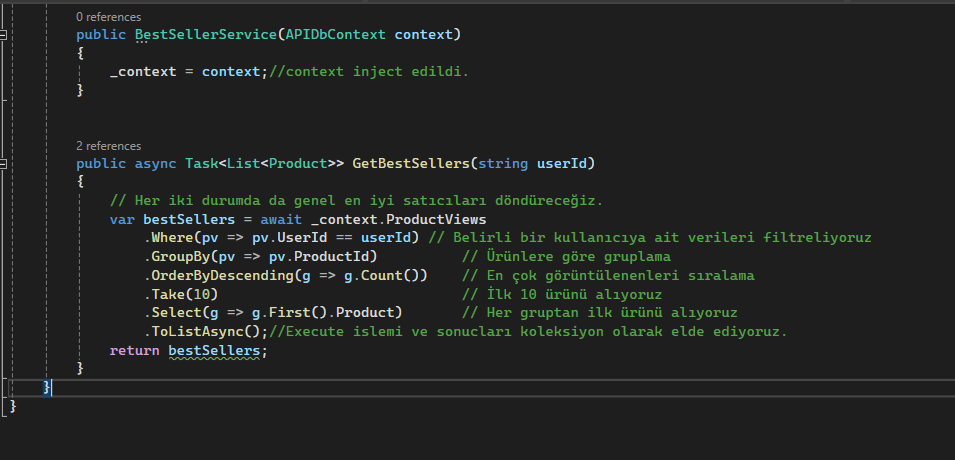 0 references
public BestSellerService(APIDbContext context)
{
_context = context;//context inject edildi.
}
2 references
public async Task<List<Product>> GetBestSellers(string userId)
{
// Her iki durumda da genel en iyi satıcıları döndüreceğiz.
var bestSellers = await _context.ProductViews
.Where(pv => pv.UserId == userId) // Belirli bir kullanıcıya ait verileri filtreliyoruz
.GroupBy(pv => pv.ProductId) // Ürünlere göre gruplama
.OrderByDescending(g => g.Count()) // En çok görüntülenenleri sıralama
.Take(10) // İlk 10 ürünü alıyoruz
.Select(g => g.First().Product) // Her gruptan ilk ürünü alıyoruz
.ToListAsync();//Execute islemi ve sonucları koleksiyon olarak elde ediyoruz.
return bestSellers;
}
}
}